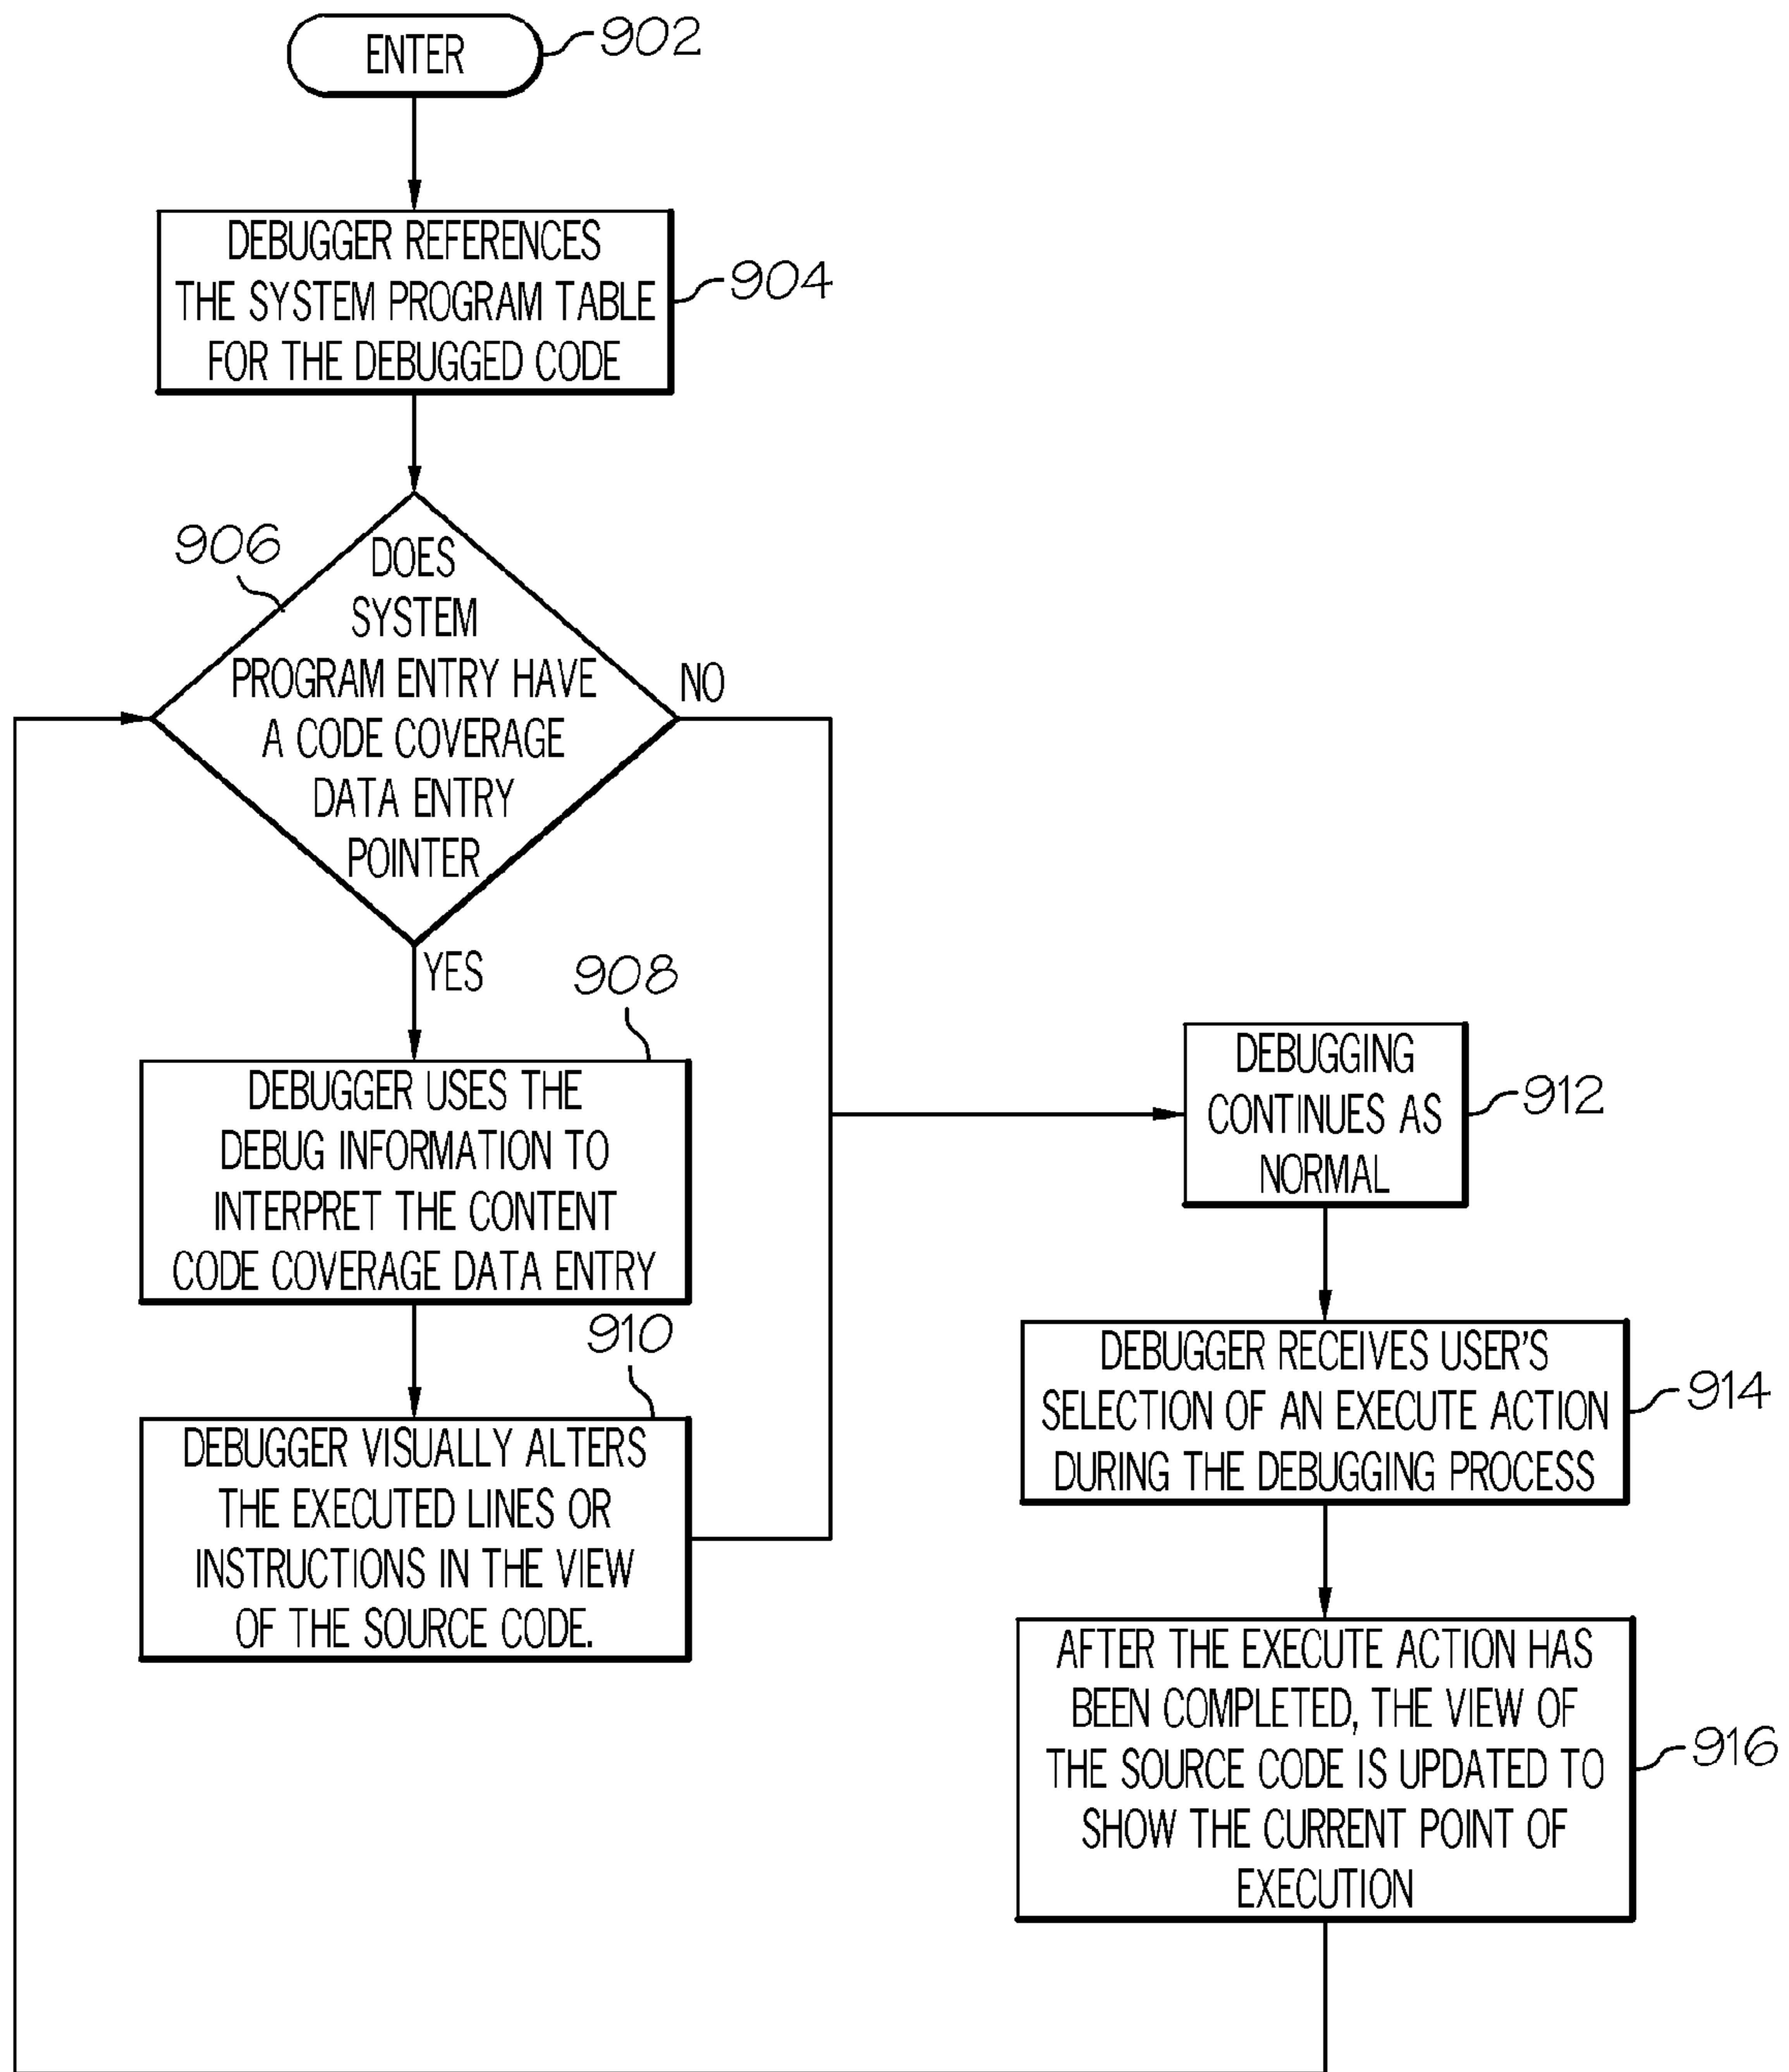 ENTER
902
DEBUGGER REFERENCES
THE SYSTEM PROGRAM TABLE
FOR THE DEBUGGED CODE
904
906
DOES
SYSTEM
PROGRAM ENTRY HAVE
A CODE COVERAGE
DATA ENTRY
POINTER
NO
YES
908
DEBUGGER USES THE
DEBUG INFORMATION TO
INTERPRET THE CONTENT
CODE COVERAGE DATA ENTRY
910
DEBUGGER VISUALLY ALTERS
THE EXECUTED LINES OR
INSTRUCTIONS IN THE VIEW
OF THE SOURCE CODE.
DEBUGGING
CONTINUES AS
NORMAL
912
DEBUGGER RECEIVES USER'S
SELECTION OF AN EXECUTE ACTION
DURING THE DEBUGGING PROCESS
914
AFTER THE EXECUTE ACTION HAS
BEEN COMPLETED, THE VIEW OF
THE SOURCE CODE IS UPDATED TO
SHOW THE CURRENT POINT OF
EXECUTION
916